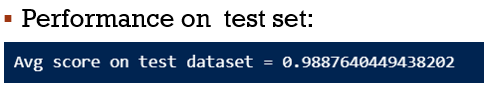 ▪ Performance on test set:
Avg score on test dataset = 0.9887640449438202